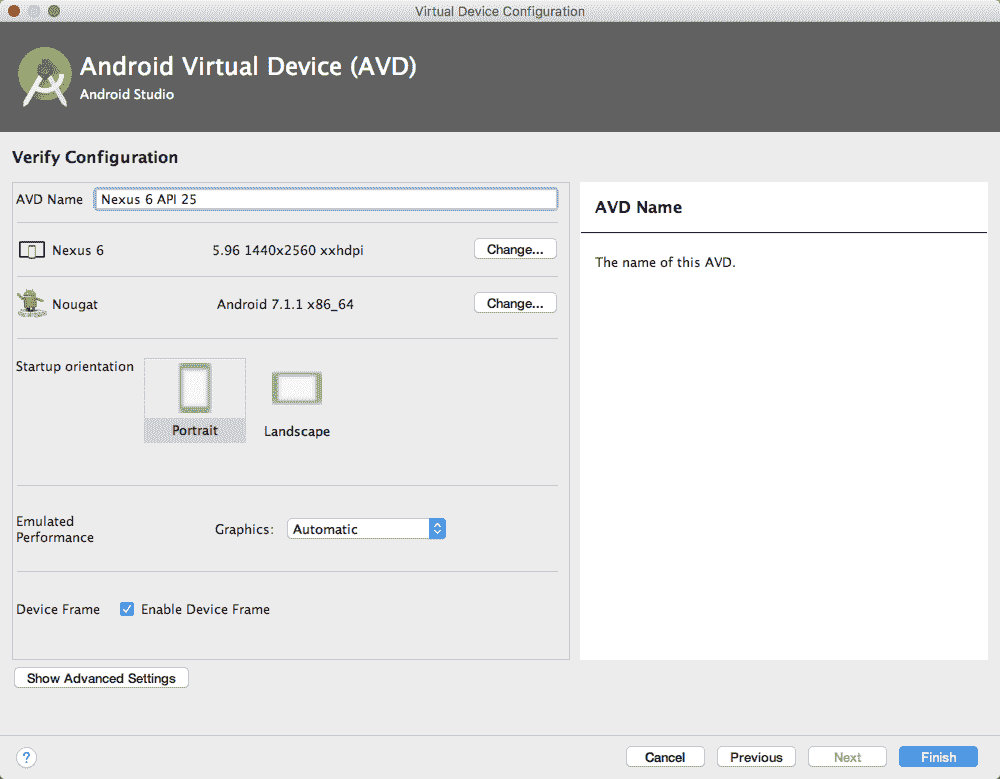 Virtual Device Configuration
Android Virtual Device (AVD)
Android Studio
Verify Configuration
AVD Name Nexus 6 API 25
Nexus 6 5.96 1440x2560 xxhdpi Change...
Nougat Android 7.1.1 x86_64 Change...
Startup orientation
Portrait Landscape
Emulated
Performance
Graphics: Automatic
Device Frame Enable Device Frame
Show Advanced Settings
AVD Name
The name of this AVD.
? Cancel Previous Next Finish